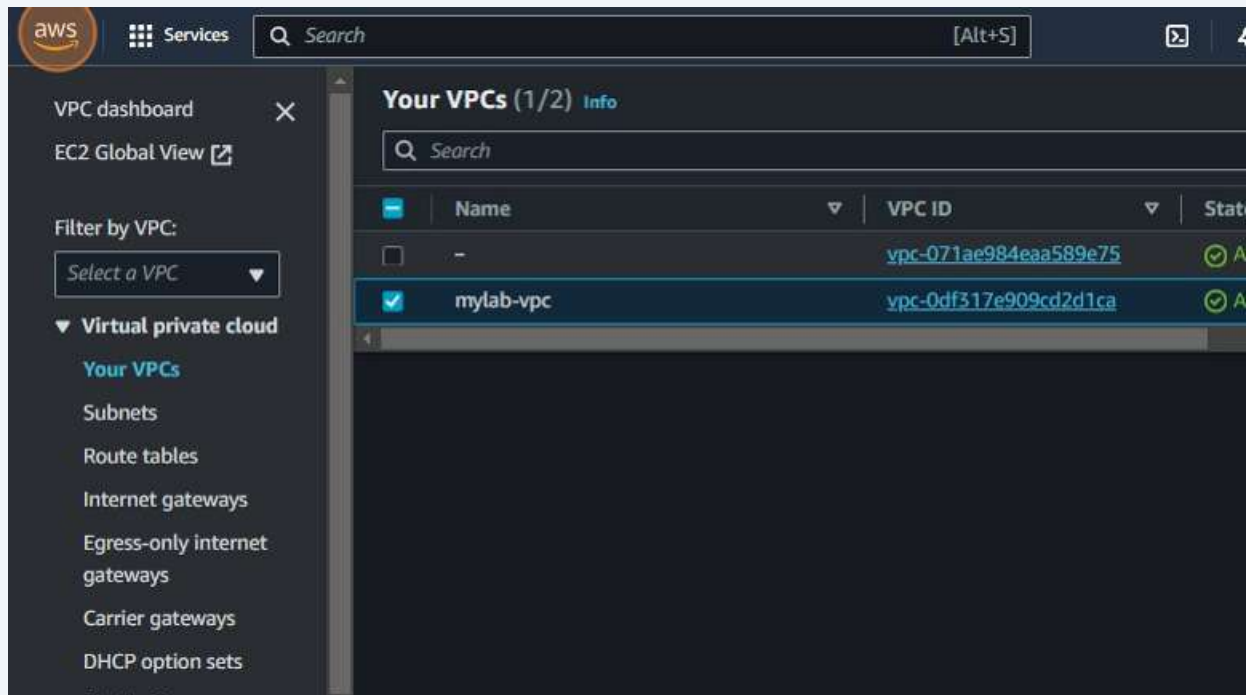 aws
Services
Search
[Alt+S]
VPC dashboard
EC2 Global View
Filter by VPC:
Select a VPC
Virtual private cloud
Your VPCs
Subnets
Route tables
Internet gateways
Egress-only internet
gateways
Carrier gateways
DHCP option sets
Your VPCs (1/2) Info
Search
Name VPC ID State
– vpc-071ae984eaa589e75 A
mylab-vpc vpc-0df317e909cd2d1ca A